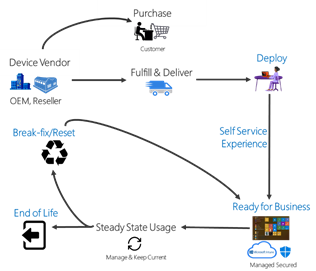 Purchase
Customer
Device Vendor
OEM, Reseller
Fulfill & Deliver
Deploy
Self Service
Experience
Break-fix/Reset
Ready for Business
Managed Secured
End of Life
Steady State Usage
Manage & Keep Current